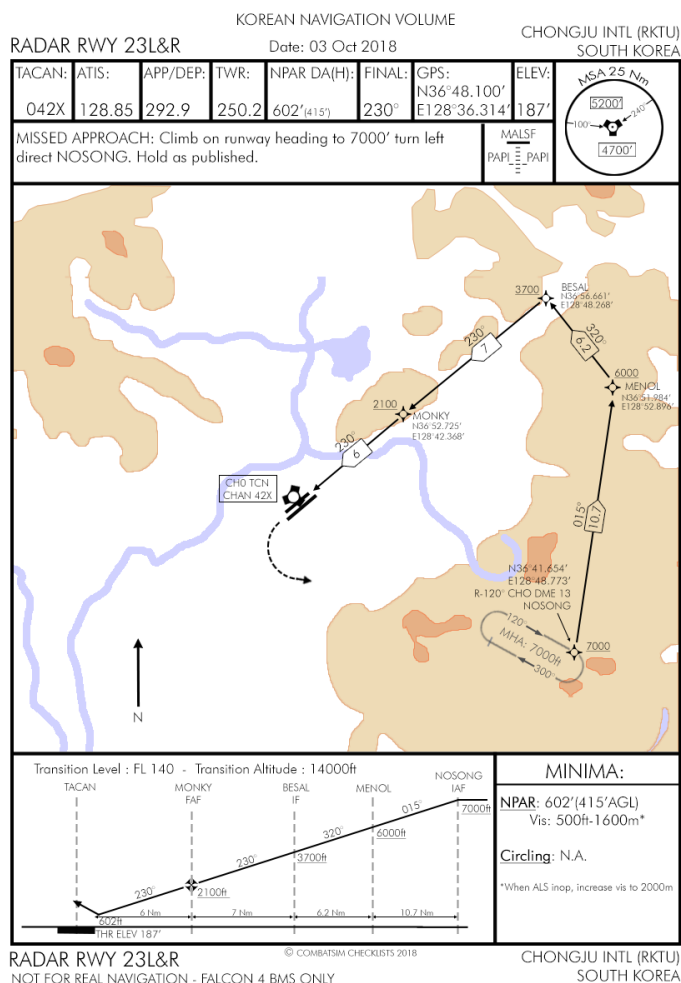 KOREAN NAVIGATION VOLUME
RADAR RWY 23L&R
Date: 03 Oct 2018
CHONGJU INTL (RKTU)
SOUTH KOREA
TACAN:
042X
ATIS:
128.85
APP/DEP:
292.9
TWR:
250.2
NPAR DA(H):
602'(415')
FINAL:
230°
GPS:
N36°48.100'
E128°36.314'
ELEV:
187'
MSA 25 Nm
5200'
100°
240°
4700'
MISSED APPROACH: Climb on runway heading to 7000' turn left
direct NOSONG. Hold as published.
MALSF
PAPI PAPI
3700
BESAL
N36°56.661'
E128°48.268'
230°
7
320°
6.2
6000
MENOL
N36°51.984'
E128°52.896'
2100
MONKY
N36°52.725'
E128°42.368'
230°
6
CH0 TCN
CHAN 42X
015°
10.7
N36°41.654'
E128°48.773'
R-120° CHO DME 13
NOSONG
120°
MHA: 7000ft
300°
7000
N
Transition Level : FL 140 - Transition Altitude : 14000ft
TACAN
MONKY
FAF
BESAL
IF
MENOL
NOSONG
IAF
015°
7000ft
320°
6000ft
230°
3700ft
230°
2100ft
602ft
6 Nm
7 Nm
6.2 Nm
10.7 Nm
THR ELEV 187'
MINIMA:
NPAR: 602'(415'AGL)
Vis: 500ft-1600m*
Circling: N.A.
*When ALS inop, increase vis to 2000m
RADAR RWY 23L&R
NOT FOR REAL NAVIGATION - FALCON 4 BMS ONLY
© COMBATSIM CHECKLISTS 2018
CHONGJU INTL (RKTU)
SOUTH KOREA